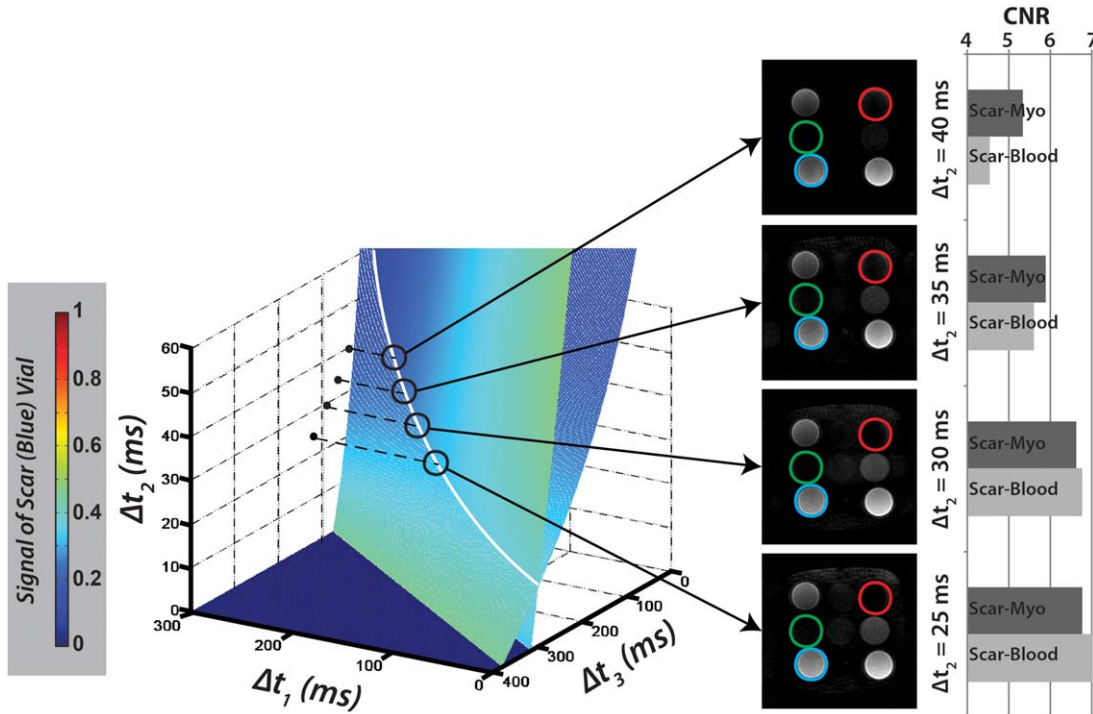 Signal of Scar (Blue) Vial
1
0.8
0.6
0.4
0.2
0
Δt2 (ms)
60
50
40
30
20
10
0
300
200
100
0
Δt1 (ms)
400
300
200
100
0
Δt3 (ms)
CNR
4 5 6 7
Δt2 = 40 ms
Scar-Myo
Scar-Blood
Δt2 = 35 ms
Scar-Myo
Scar-Blood
Δt2 = 30 ms
Scar-Myo
Scar-Blood
Δt2 = 25 ms
Scar-Myo
Scar-Blood